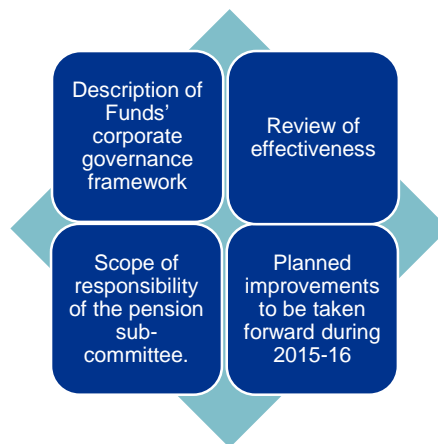 Description of
Funds'
corporate
governance
framework
Review of
effectiveness
Scope of
responsibility
of the pension
sub-
committee.
Planned
improvements
to be taken
forward during
2015-16